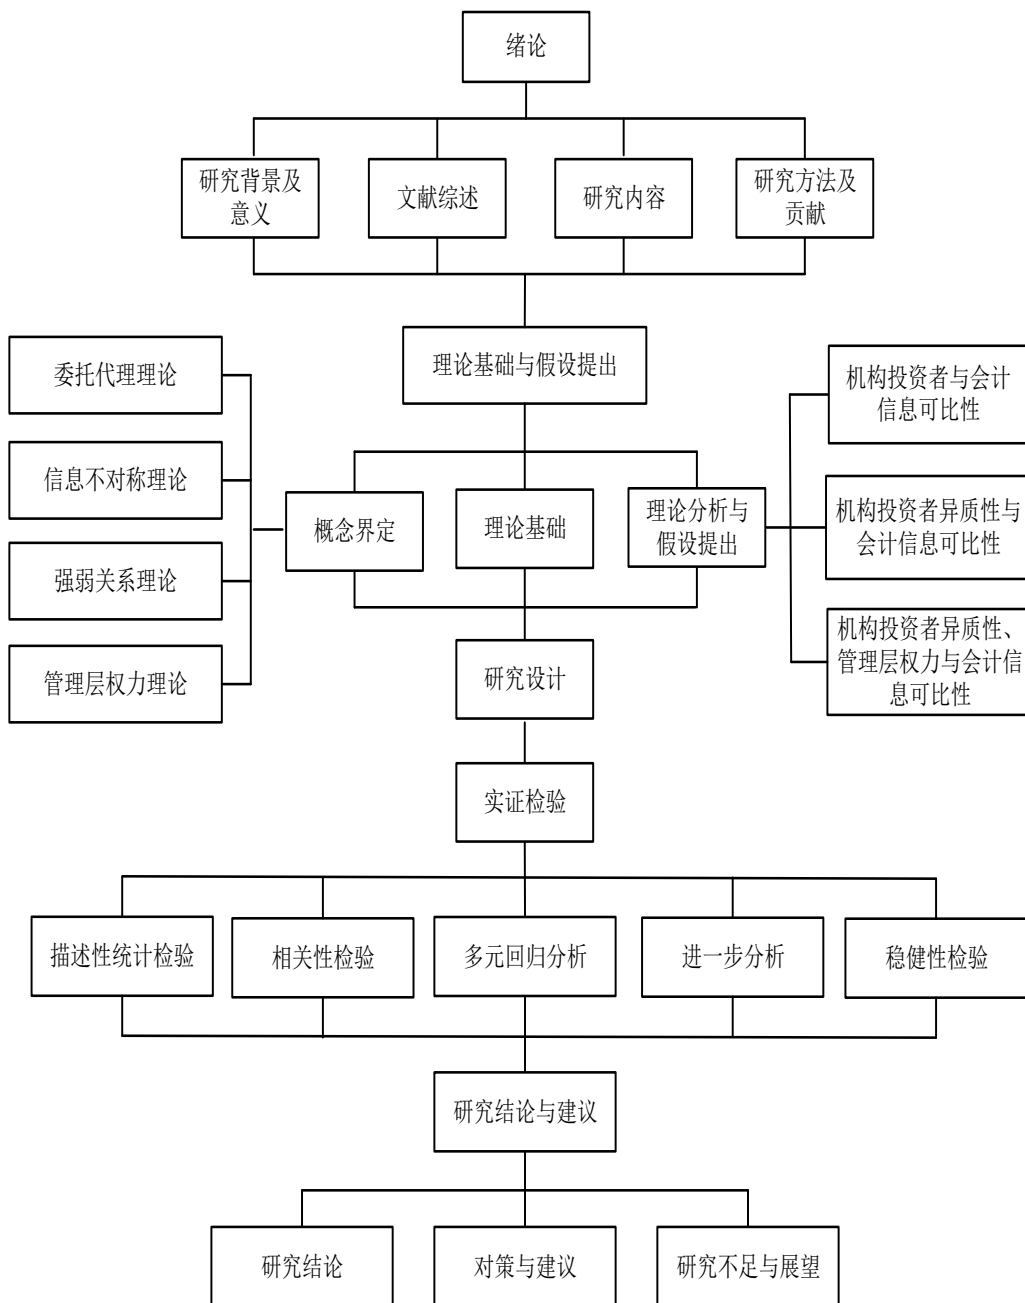 绪论
研究背景及
意义
文献综述
研究内容
研究方法及
贡献
理论基础与假设提出
委托代理理论
信息不对称理论
强弱关系理论
管理层权力理论
概念界定
理论基础
理论分析与
假设提出
机构投资者与会计
信息可比性
机构投资者异质性与
会计信息可比性
机构投资者异质性、
管理层权力与会计信
息可比性
研究设计
实证检验
描述性统计检验
相关性检验
多元回归分析
进一步分析
稳健性检验
研究结论与建议
研究结论
对策与建议
研究不足与展望